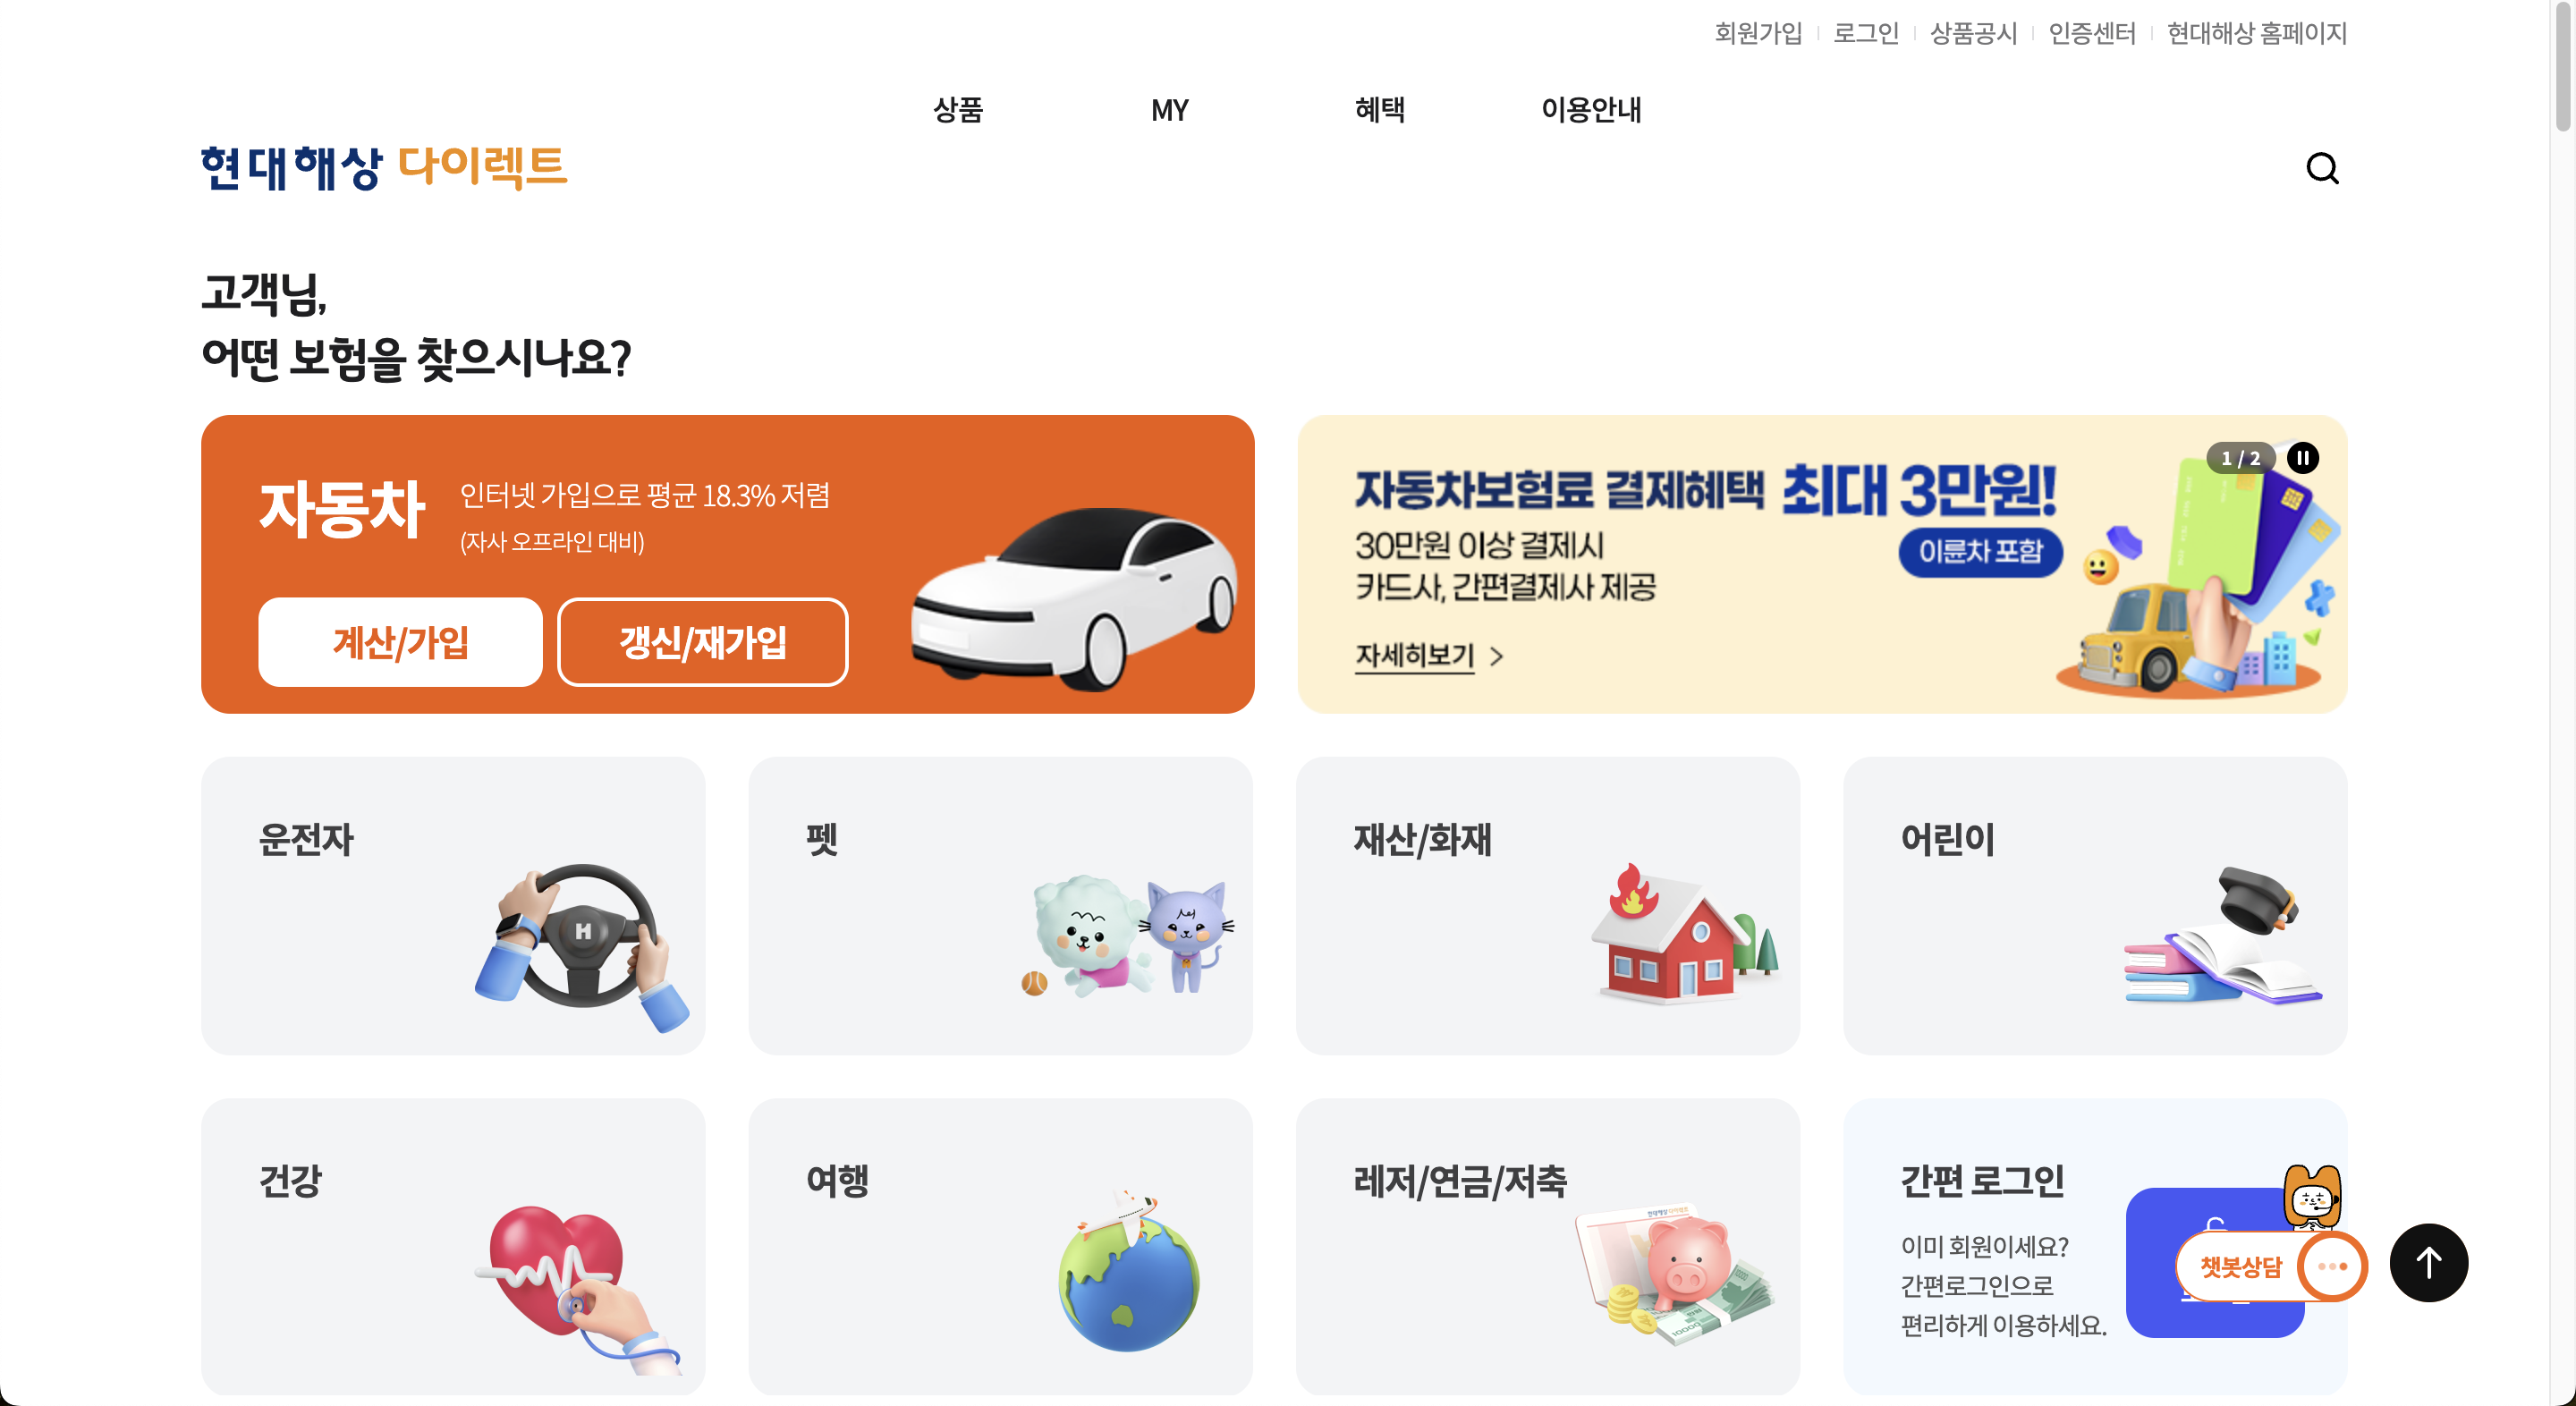 회원가입 로그인 상품공시 인증센터 현대해상 홈페이지
상품 MY 혜택 이용안내
현대해상 다이렉트
고객님,
어떤 보험을 찾으시나요?
자동차
인터넷 가입으로 평균 18.3% 저렴
(자사 오프라인 대비)
계산/가입 갱신/재가입
1 / 2
자동차보험료 결제혜택 최대 3만원!
이륜차 포함
30만원 이상 결제시
카드사, 간편결제사 제공
자세히보기
운전자
펫
재산/화재
어린이
건강
여행
레저/연금/저축
현대해상 다이렉트
10000
간편 로그인
이미 회원이세요?
간편로그인으로
편리하게 이용하세요.
챗봇상담